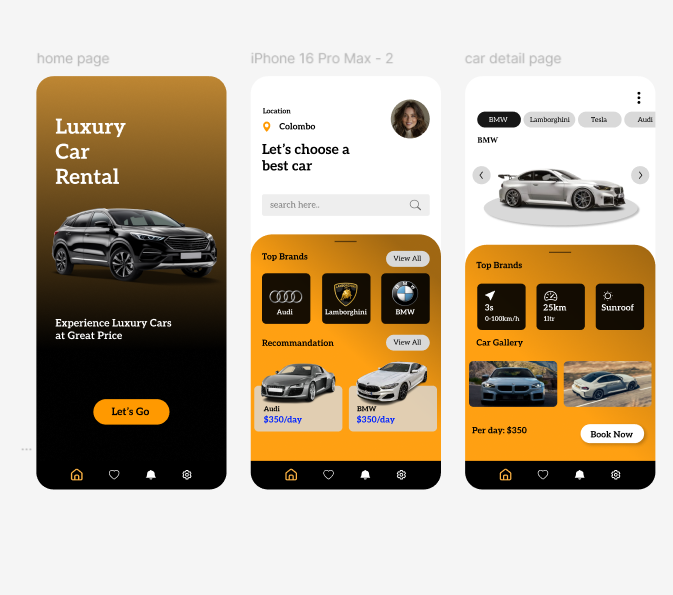 home page
Luxury
Car
Rental
Experience Luxury Cars
at Great Price
Let's Go
iPhone 16 Pro Max - 2
Location
Colombo
Let's choose a
best car
search here..
Top Brands
View All
Audi
Lamborghini
BMW
Recommandation
View All
Audi
$350/day
BMW
$350/day
car detail page
BMW
Lamborghini
Tesla
Audi
BMW
Top Brands
3s
0-100km/h
25km
1ltr
Sunroof
Car Gallery
Per day: $350
Book Now